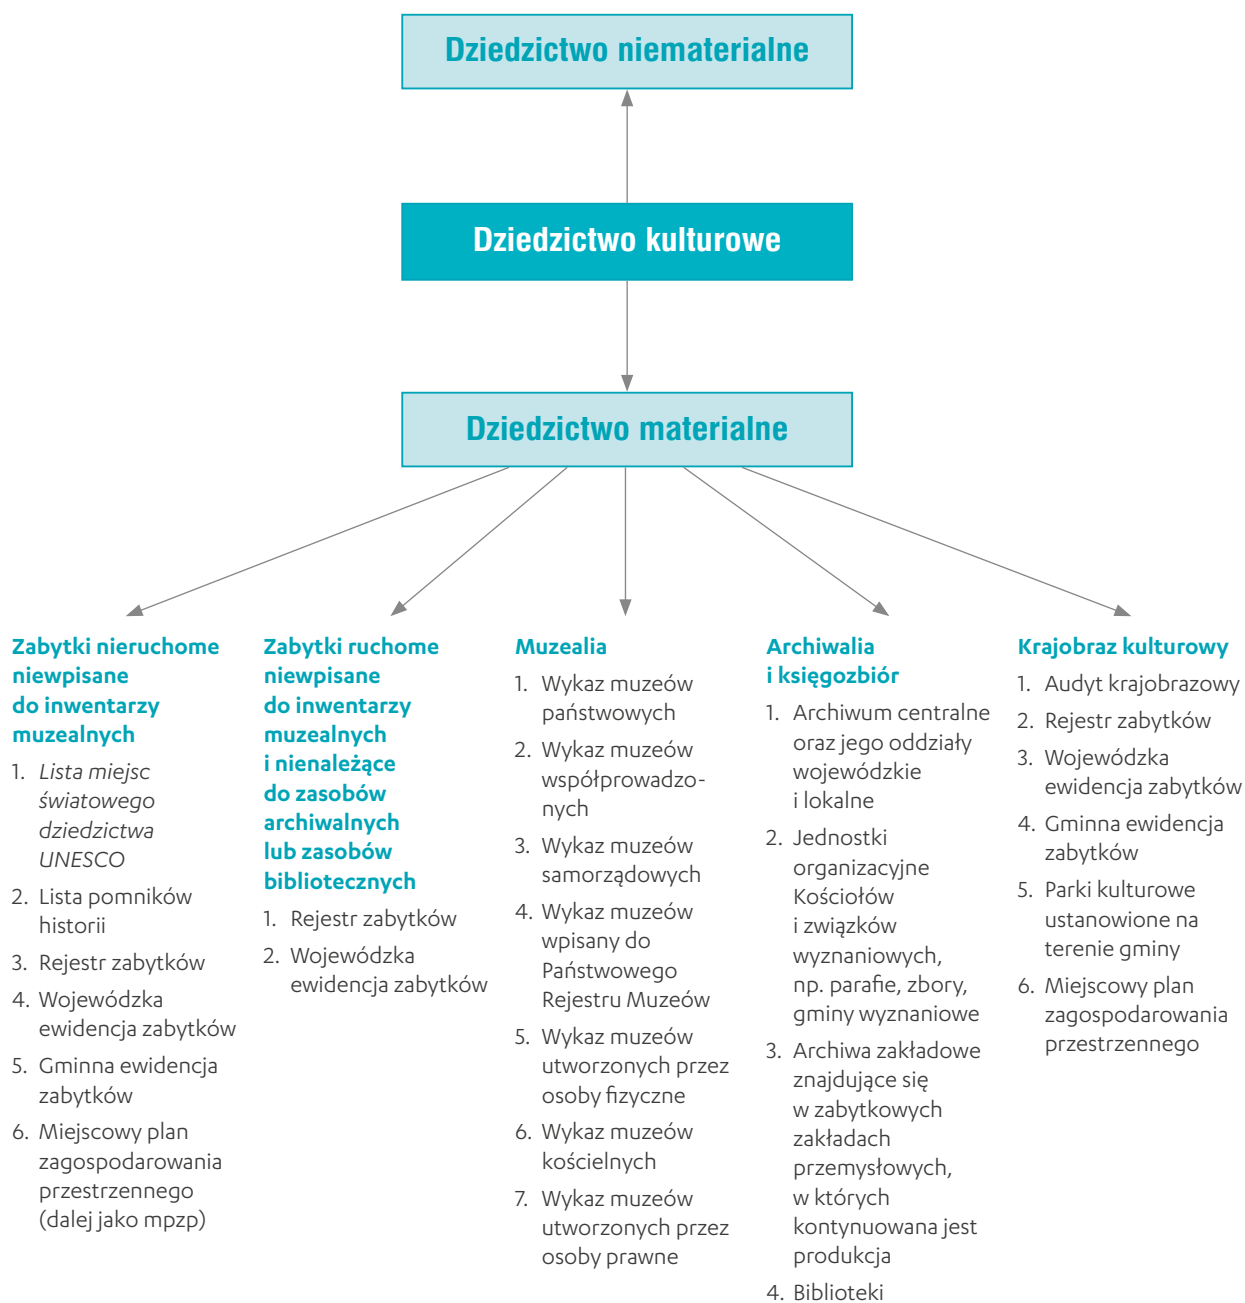 Dziedzictwo niematerialne
Dziedzictwo kulturowe
Dziedzictwo materialne
Zabytki nieruchome
niewpisane
do inwentarzy
muzealnych
1. Lista miejsc
światowego
dziedzictwa
UNESCO
2. Lista pomników
historii
3. Rejestr zabytków
4. Wojewódzka
ewidencja zabytków
5. Gminna ewidencja
zabytków
6. Miejscowy plan
zagospodarowania
przestrzennego
(dalej jako mpzp)
Zabytki ruchome
niewpisane
do inwentarzy
muzealnych
i nienależące
do zasobów
archiwalnych
lub zasobów
bibliotecznych
1. Rejestr zabytków
2. Wojewódzka
ewidencja zabytków
Muzealia
1. Wykaz muzeów
państwowych
2. Wykaz muzeów
współprowadzo-
nych
3. Wykaz muzeów
samorządowych
4. Wykaz muzeów
wpisany do
Państwowego
Rejestru Muzeów
5. Wykaz muzeów
utworzonych przez
osoby fizyczne
6. Wykaz muzeów
kościelnych
7. Wykaz muzeów
utworzonych przez
osoby prawne
Archiwalia
i księgozbiór
1. Archiwum centralne
oraz jego oddziały
wojewódzkie
i lokalne
2. Jednostki
organizacyjne
Kościołów
i związków
wyznaniowych,
np. parafie, zbory,
gminy wyznaniowe
3. Archiwa zakładowe
znajdujące się
w zabytkowych
zakładach
przemysłowych,
w których
kontynuowana jest
produkcja
4. Biblioteki
Krajobraz kulturowy
1. Audyt krajobrazowy
2. Rejestr zabytków
3. Wojewódzka
ewidencja zabytków
4. Gminna ewidencja
zabytków
5. Parki kulturowe
ustanowione na
terenie gminy
6. Miejscowy plan
zagospodarowania
przestrzennego